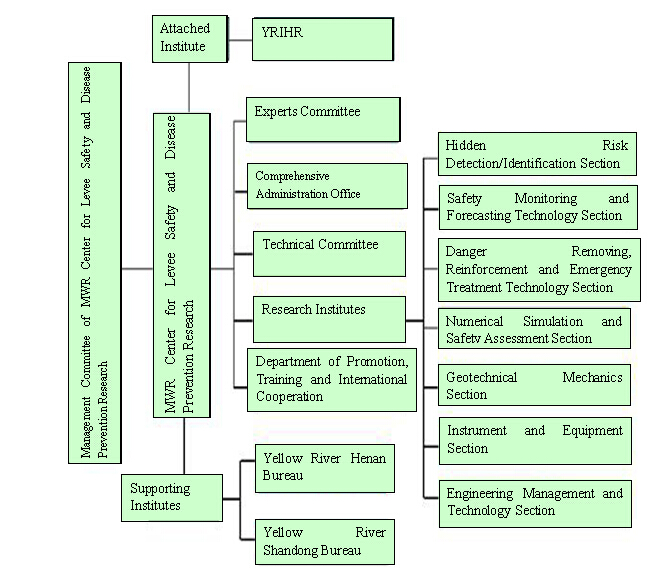 Attached
Institute
YRIHR
Management Committee of MWR Center for Levee Safety and Disease
Prevention Research
MWR Center for Levee Safety and Disease
Prevention Research
Experts Committee
Comprehensive
Administration Office
Technical Committee
Research Institutes
Department of Promotion,
Training and International
Cooperation
Hidden Risk
Detection/Identification Section
Safety Monitoring and
Forecasting Technology Section
Danger Removing,
Reinforcement and Emergency
Treatment Technology Section
Numerical Simulation and
Safety Assessment Section
Geotechnical Mechanics
Section
Instrument and Equipment
Section
Engineering Management and
Technology Section
Supporting
Institutes
Yellow River Henan
Bureau
Yellow River
Shandong Bureau